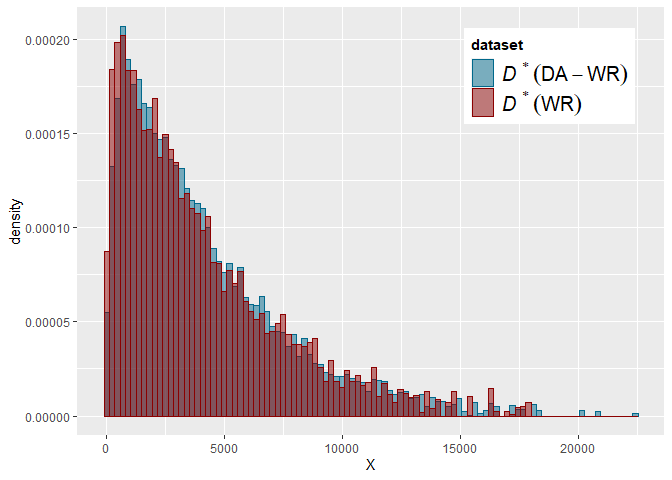 dataset
D * (DA – WR)
D * (WR)
density
0.00020
0.00015
0.00010
0.00005
0.00000
0
5000
10000
15000
20000
X